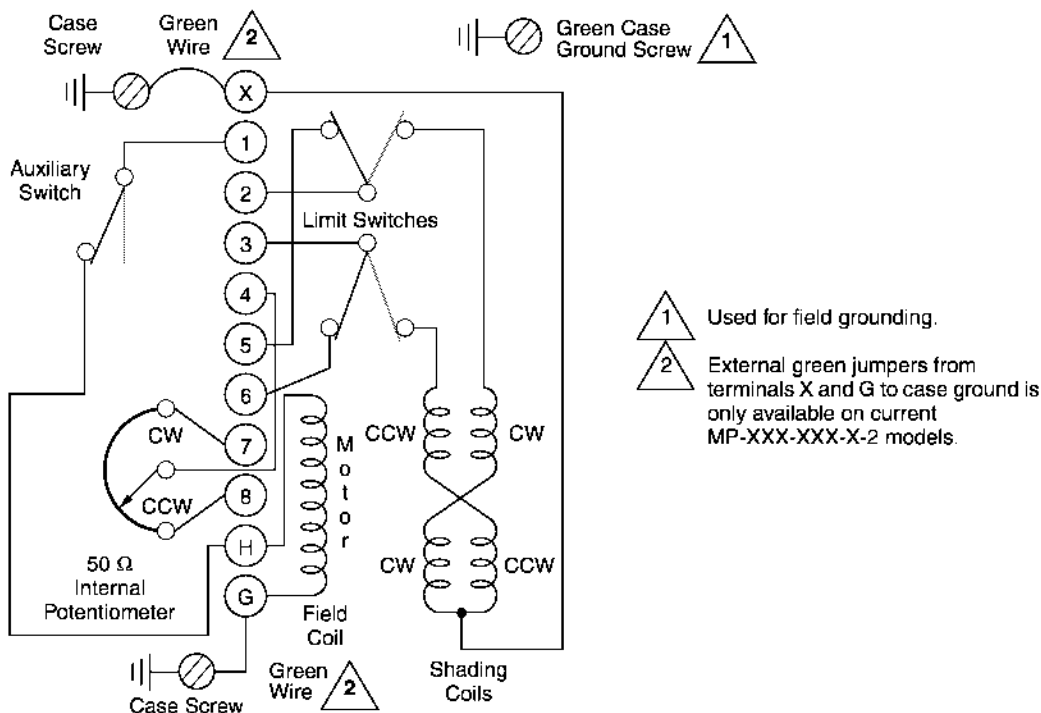 Case
Screw
Green
Wire
2
Green Case
Ground Screw
1
X
1
Auxiliary
Switch
2
Limit Switches
3
4
5
6
1
Used for field grounding.
2
External green jumpers from
terminals X and G to case ground is
only available on current
MP-XXX-XXX-X-2 models.
CW
7
Motor
CCW
CW
CCW
8
H
50 Ω
Internal
Potentiometer
G
CW
CCW
Field
Coil
Case Screw
Green
Wire
2
Shading
Coils